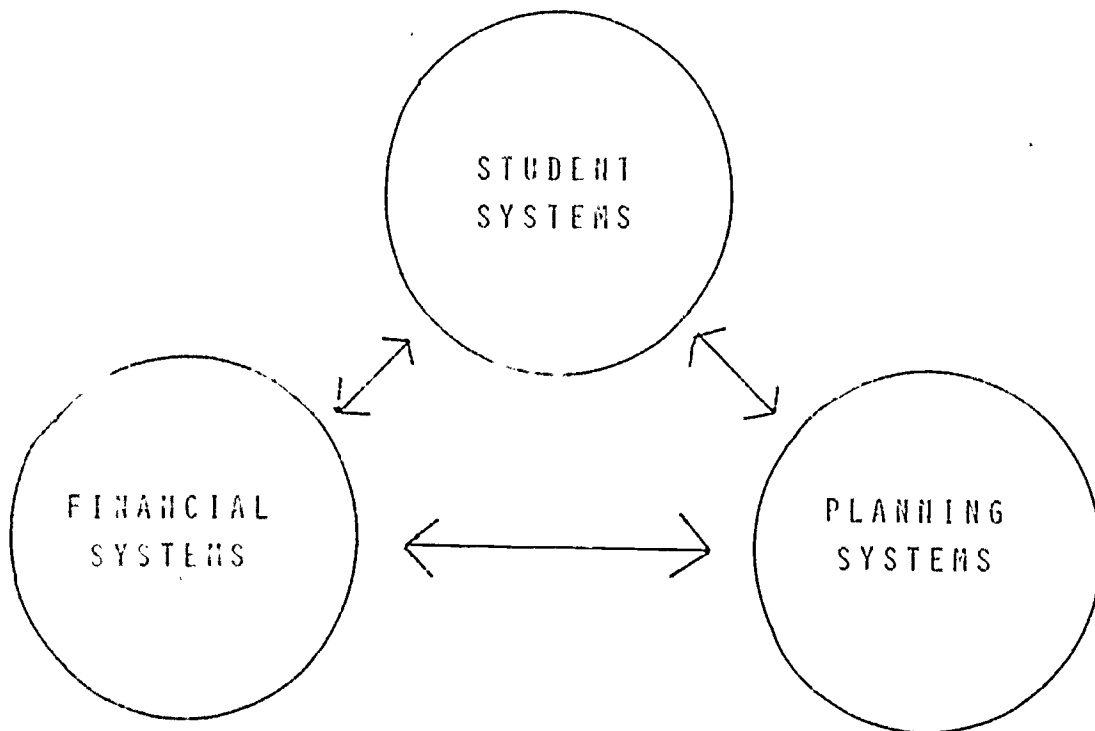 STUDENT
SYSTEMS
FINANCIAL
SYSTEMS
PLANNING
SYSTEMS